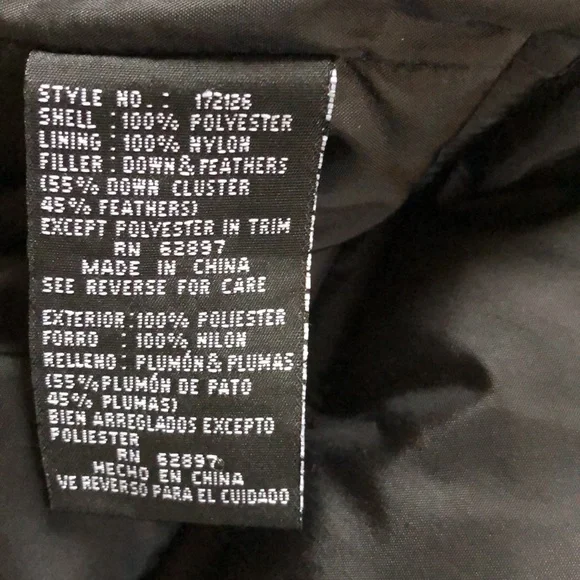 STYLE NO.: 172126
SHELL :100% POLYESTER
LINING :100% NYLON
FILLER :DOWN&FEATHERS
(55% DOWN CLUSTER
45% FEATHERS)
EXCEPT POLYESTER IN TRIM
RN 62897
MADE IN CHINA
SEE REVERSE FOR CARE
EXTERIOR:100% POLIESTER
FORRO :100% NILON
RELLENO: PLUMÓN& PLUMAS
(55%PLUMÓN DE PATO
45% PLUMAS)
BIEN ARREGLADOS EXCEPTO
POLIESTER
RN 62897
HECHO EN CHINA
VE REVERSO PARA EL CUIDADO